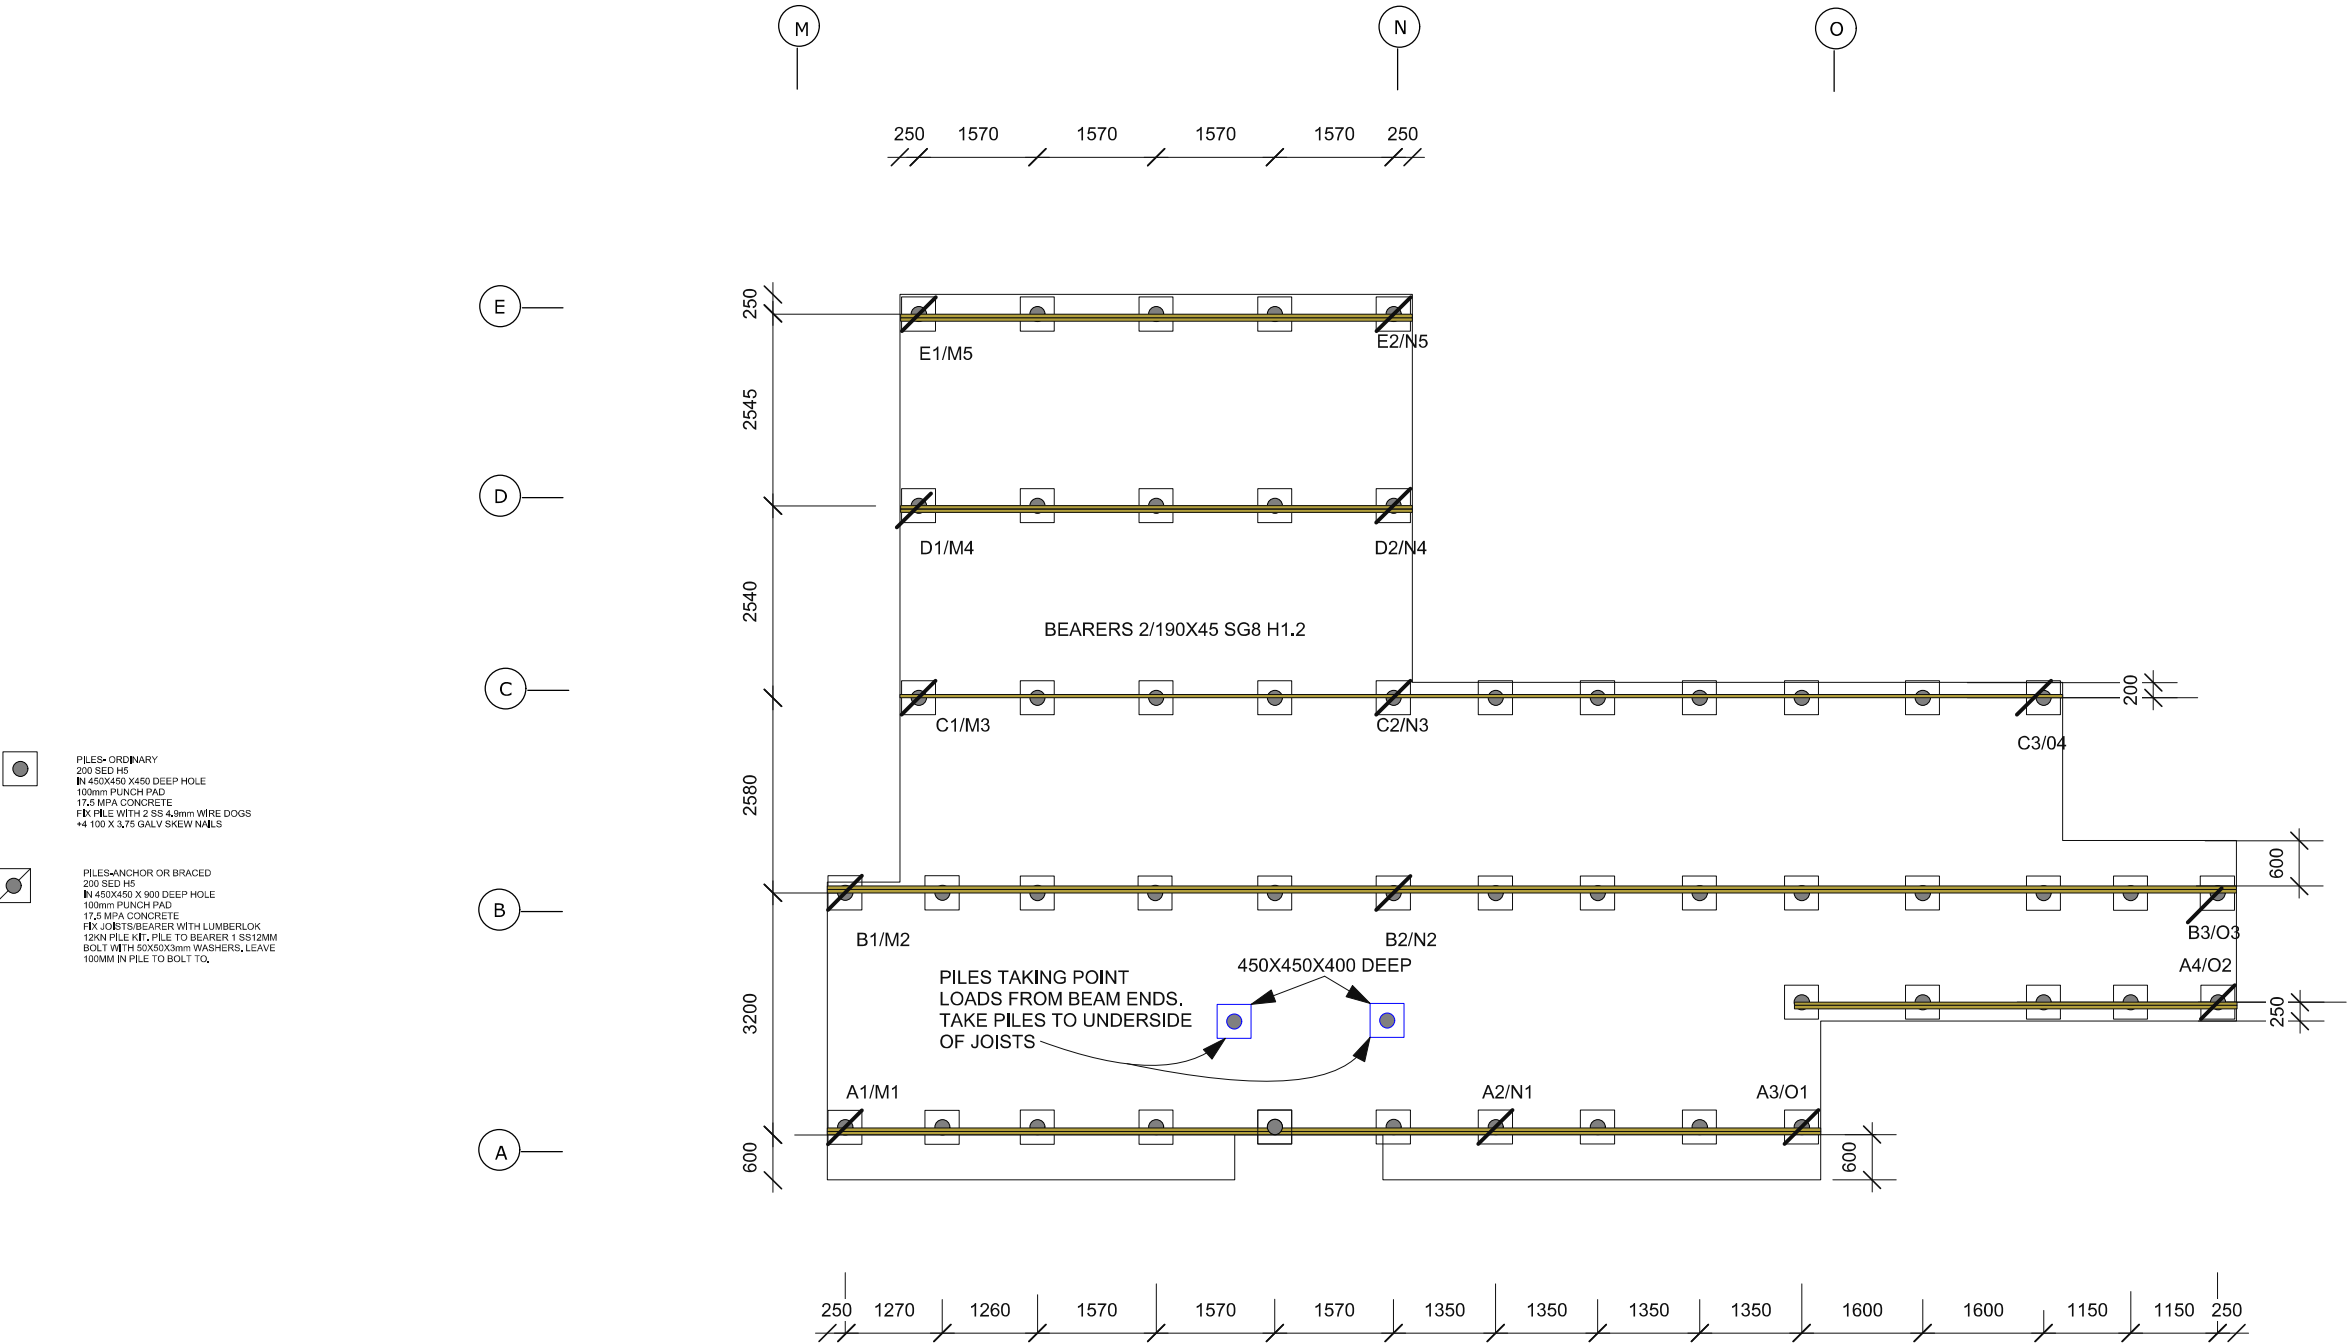 M
N
O
250 1570 1570 1570 1570 250
E
250
E1/M5
E2/N5
2545
D
D1/M4
D2/N4
2540
BEARERS 2/190X45 SG8 H1.2
C
200
C1/M3
C2/N3
C3/04
PILES- ORDINARY
200 SED H5
IN 450X450 X450 DEEP HOLE
100mm PUNCH PAD
17.5 MPA CONCRETE
FIX PILE WITH 2 SS 4.9mm WIRE DOGS
+4 100 X 3.75 GALV SKEW NAILS
2580
600
PILES-ANCHOR OR BRACED
200 SED H5
IN 450X450 X 900 DEEP HOLE
100mm PUNCH PAD
17.5 MPA CONCRETE
FIX JOISTS/BEARER WITH LUMBERLOK
12KN PILE KIT. PILE TO BEARER 1 SS12MM
BOLT WITH 50X50X3mm WASHERS. LEAVE
100MM IN PILE TO BOLT TO.
B
B1/M2
B2/N2
B3/O3
A4/O2
450X450X400 DEEP
PILES TAKING POINT
LOADS FROM BEAM ENDS.
TAKE PILES TO UNDERSIDE
OF JOISTS
3200
250
A1/M1
A2/N1
A3/O1
A
600
600
250 1270 1260 1570 1570 1570 1350 1350 1350 1350 1600 1600 1150 1150 250